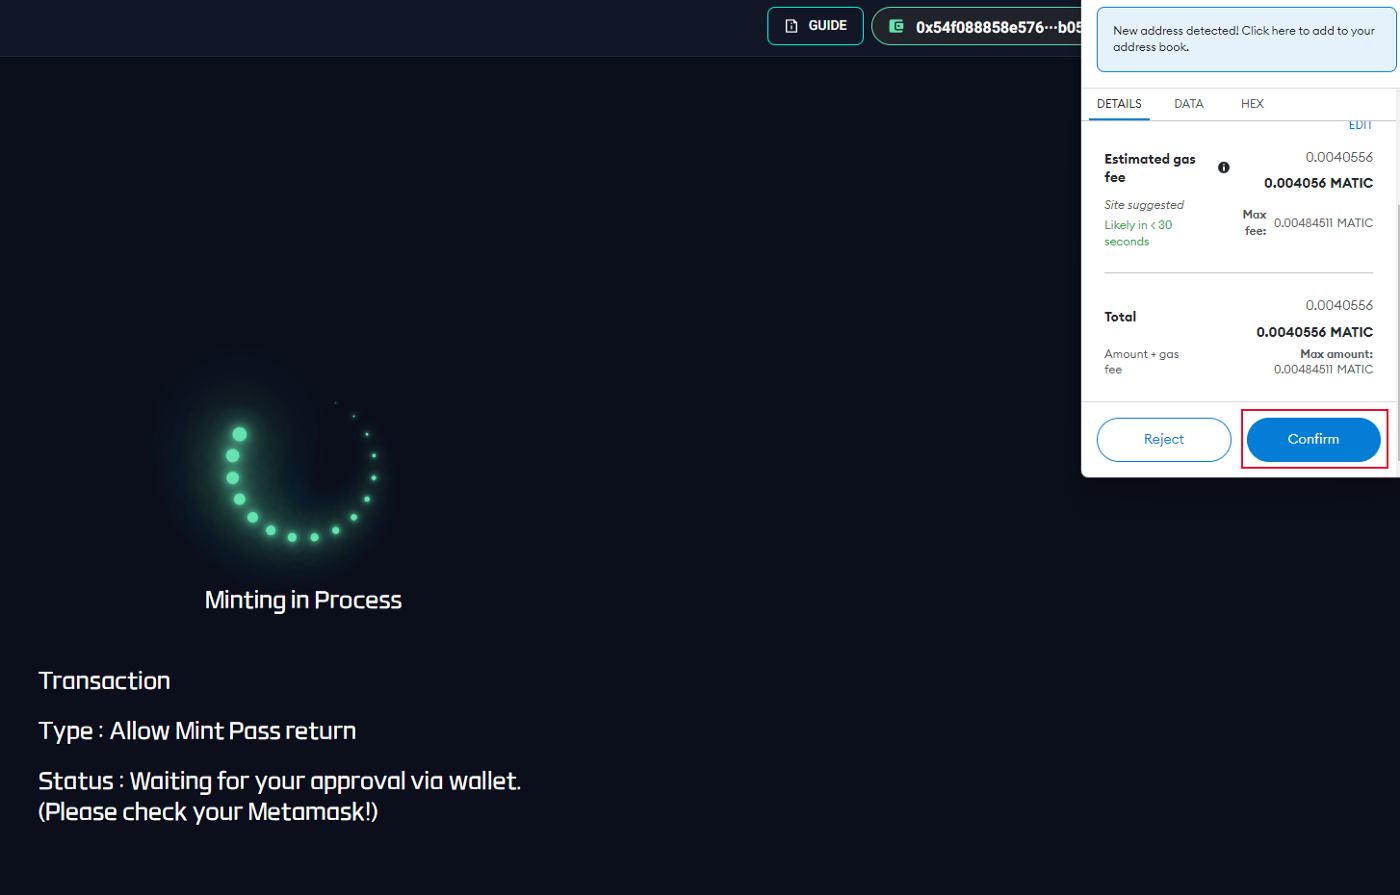 GUIDE
0x54f088858e576···b05
New address detected! Click here to add to your
address book.
DETAILS
DATA
HEX
EDIT
Estimated gas
fee
0.0040556
0.004056 MATIC
Site suggested
Likely in < 30
seconds
Max
fee:
0.00484511 MATIC
Total
0.0040556
0.0040556 MATIC
Amount + gas
fee
Max amount:
0.00484511 MATIC
Reject
Confirm
Minting in Process
Transaction
Type : Allow Mint Pass return
Status : Waiting for your approval via wallet.
(Please check your Metamask!)